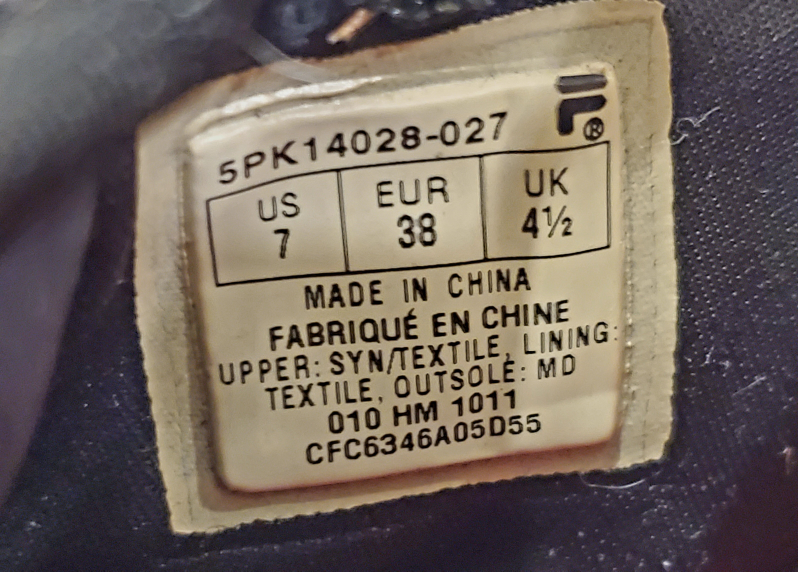 5PK14028-027
F®
US EUR UK
7 38 4½
MADE IN CHINA
FABRIQUÉ EN CHINE
UPPER: SYN/TEXTILE, LINING:
TEXTILE, OUTSOLE: MD
010 HM 1011
CFC6346A05D55